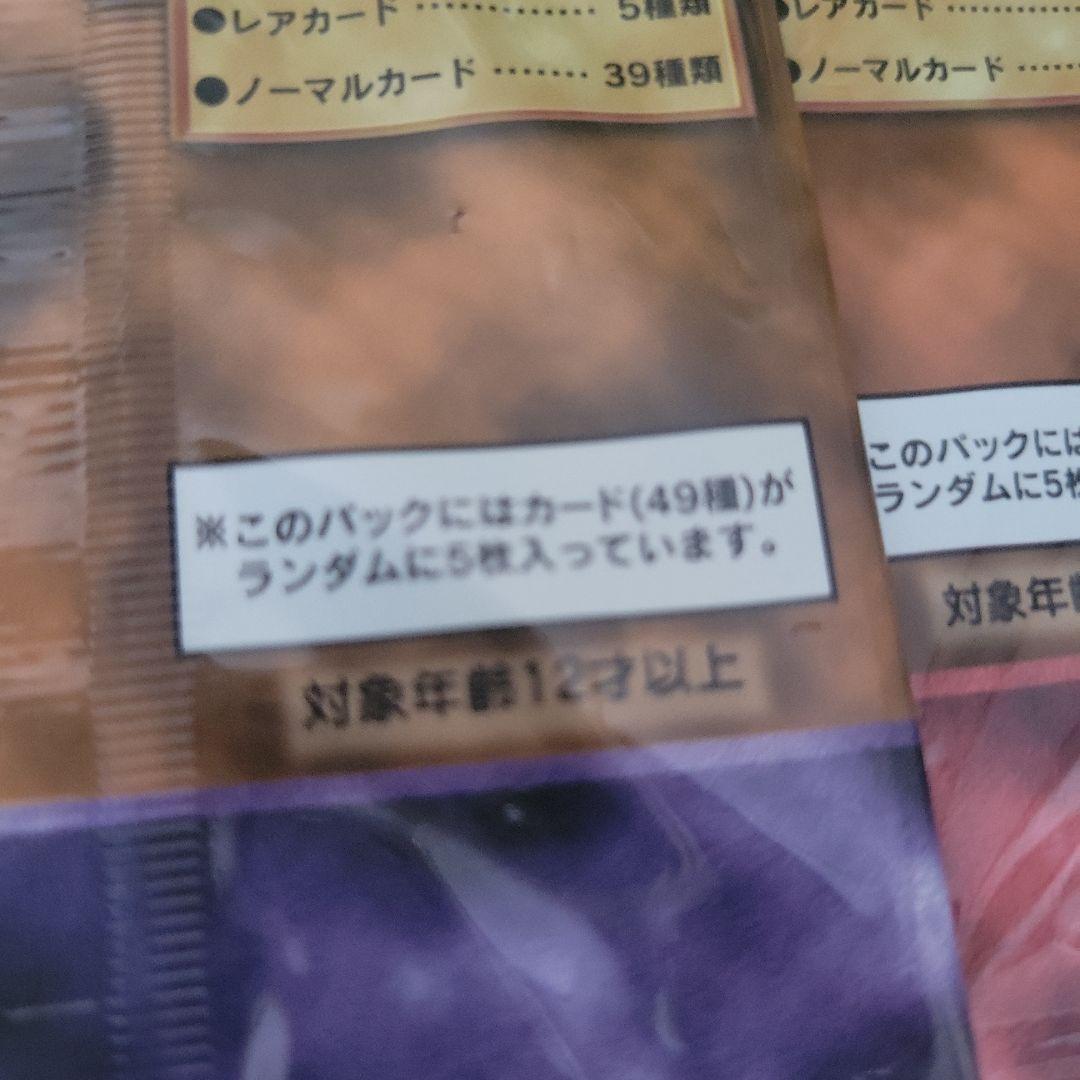 ●レアカード ············ 5種類
●ノーマルカード ······· 39種類
※このパックにはカード(49種)が
ランダムに5枚入っています。
対象年齢12才以上
●レアカード ············
●ノーマルカード ·····
このパックには
ランダムに5枚
対象年齢